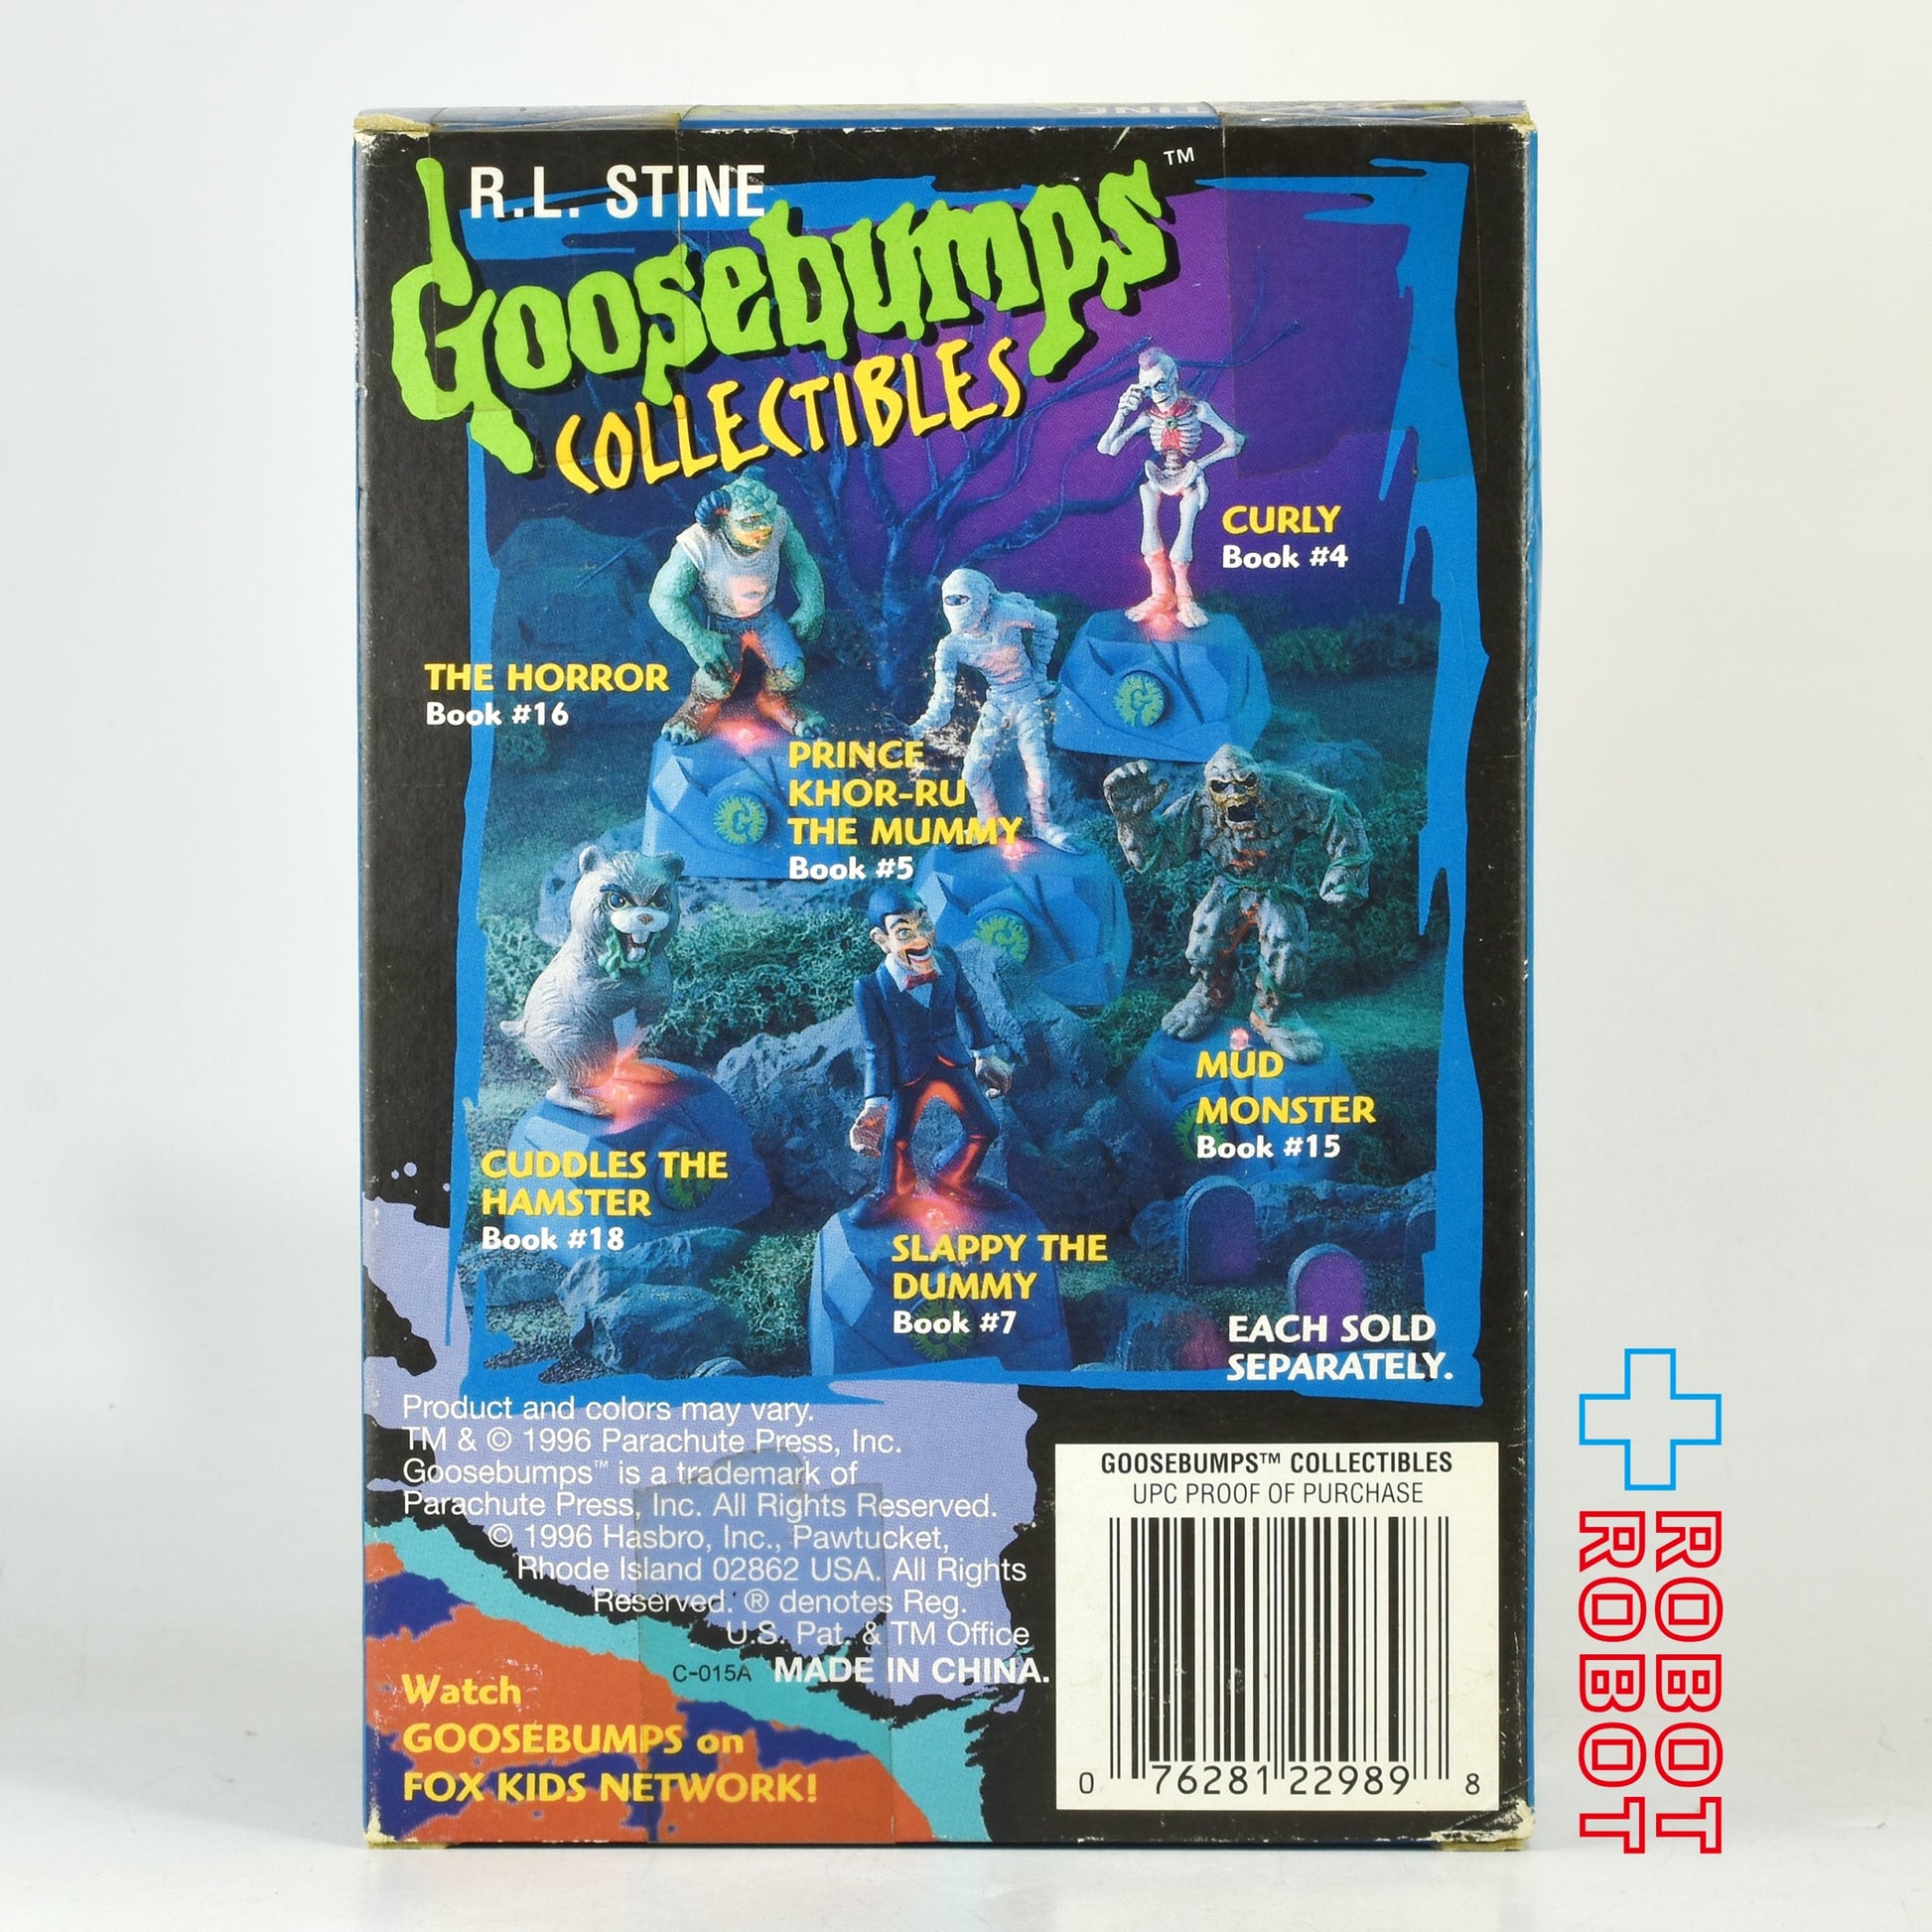 R.L. STINE
Goosebumps™
COLLECTIBLES
CURLY
Book #4
THE HORROR
Book #16
PRINCE
KHOR-RU
THE MUMMY
Book #5
MUD
MONSTER
Book #15
CUDDLES THE
HAMSTER
Book #18
SLAPPY THE
DUMMY
Book #7
EACH SOLD
SEPARATELY.
Product and colors may vary.
TM & © 1996 Parachute Press, Inc.
Goosebumps™ is a trademark of
Parachute Press, Inc. All Rights Reserved.
© 1996 Hasbro, Inc., Pawtucket,
Rhode Island 02862 USA. All Rights
Reserved. ® denotes Reg.
U.S. Pat. & TM Office
C-015A MADE IN CHINA.
Watch
GOOSEBUMPS on
FOX KIDS NETWORK!
GOOSEBUMPS™ COLLECTIBLES
UPC PROOF OF PURCHASE
0 76281 22989 8
ROBOT
ROBOT